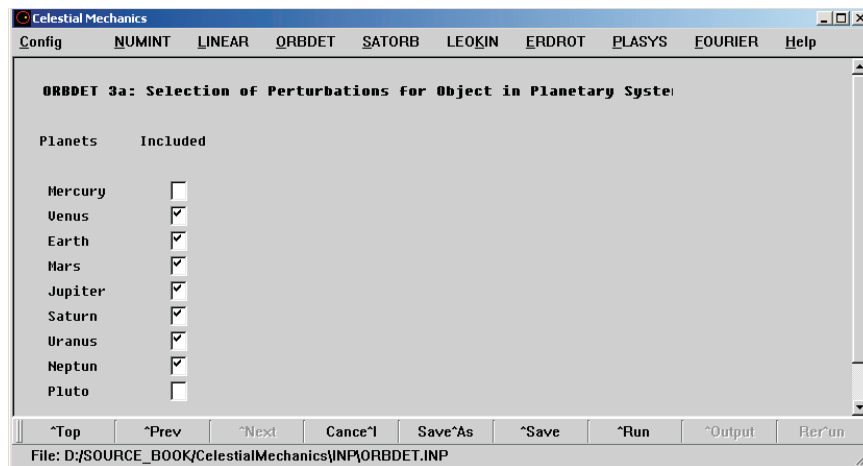 Celestial Mechanics
Config NUMINT LINEAR ORBDET SATORB LEOKIN ERDROT PLASYS FOURIER Help
ORBDET 3a: Selection of Perturbations for Object in Planetary Syste
Planets Included
Mercury
Venus
Earth
Mars
Jupiter
Saturn
Uranus
Neptun
Pluto
^Top ^Prev ^Next Cance^l Save^As ^Save ^Run ^Output Rer^un
File: D:/SOURCE_BOOK/CelestialMechanics\INP\ORBDET.INP